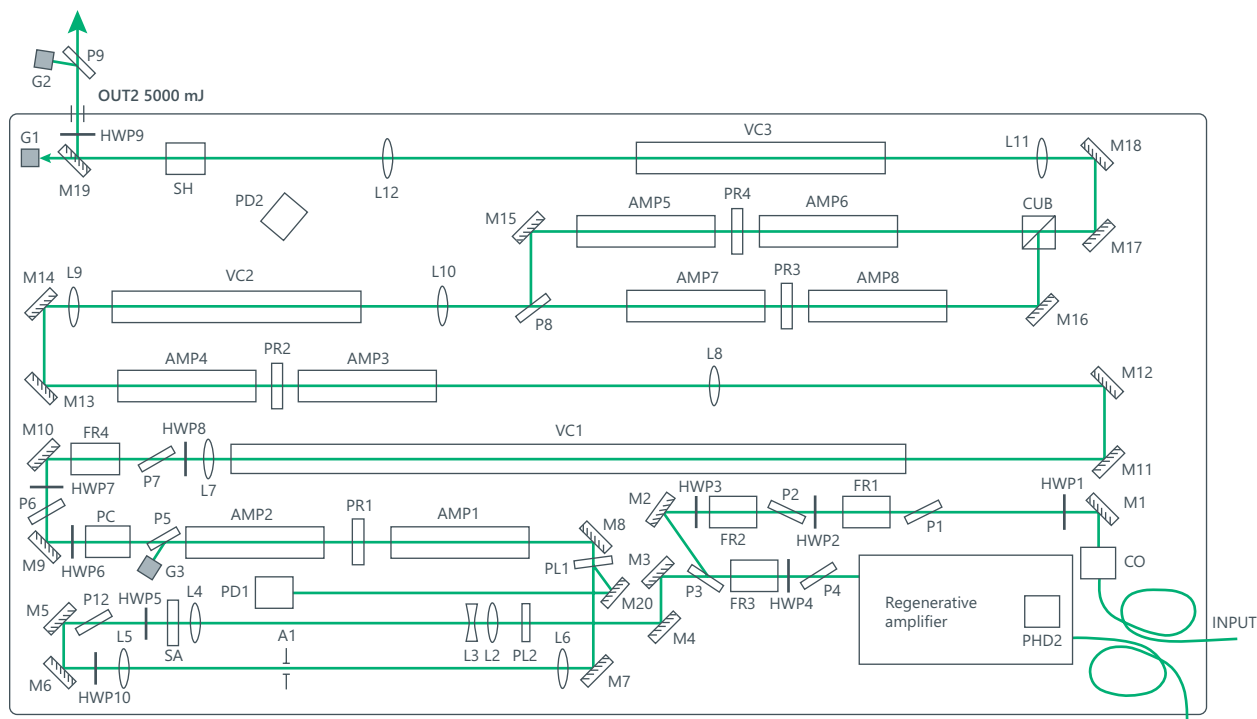 P9
G2
OUT2 5000 mJ
G1
HWP9
M19
SH
L12
VC3
L11
M18
PD2
M15
AMP5
PR4
AMP6
CUB
M17
M14
L9
VC2
L10
P8
AMP7
PR3
AMP8
M16
M13
AMP4
PR2
AMP3
L8
M12
M10
FR4
HWP8
P7
L7
VC1
M11
HWP7
P6
M9
HWP6
PC
P5
G3
AMP2
PR1
AMP1
M8
PL1
M20
M2
HWP3
FR2
P2
HWP2
FR1
P1
HWP1
M1
CO
M3
P3
FR3
HWP4
P4
M4
Regenerative
amplifier
PHD2
INPUT
PD1
M5
P12
HWP5
SA
L4
L3
L2
PL2
A1
L5
L6
M6
HWP10
M7